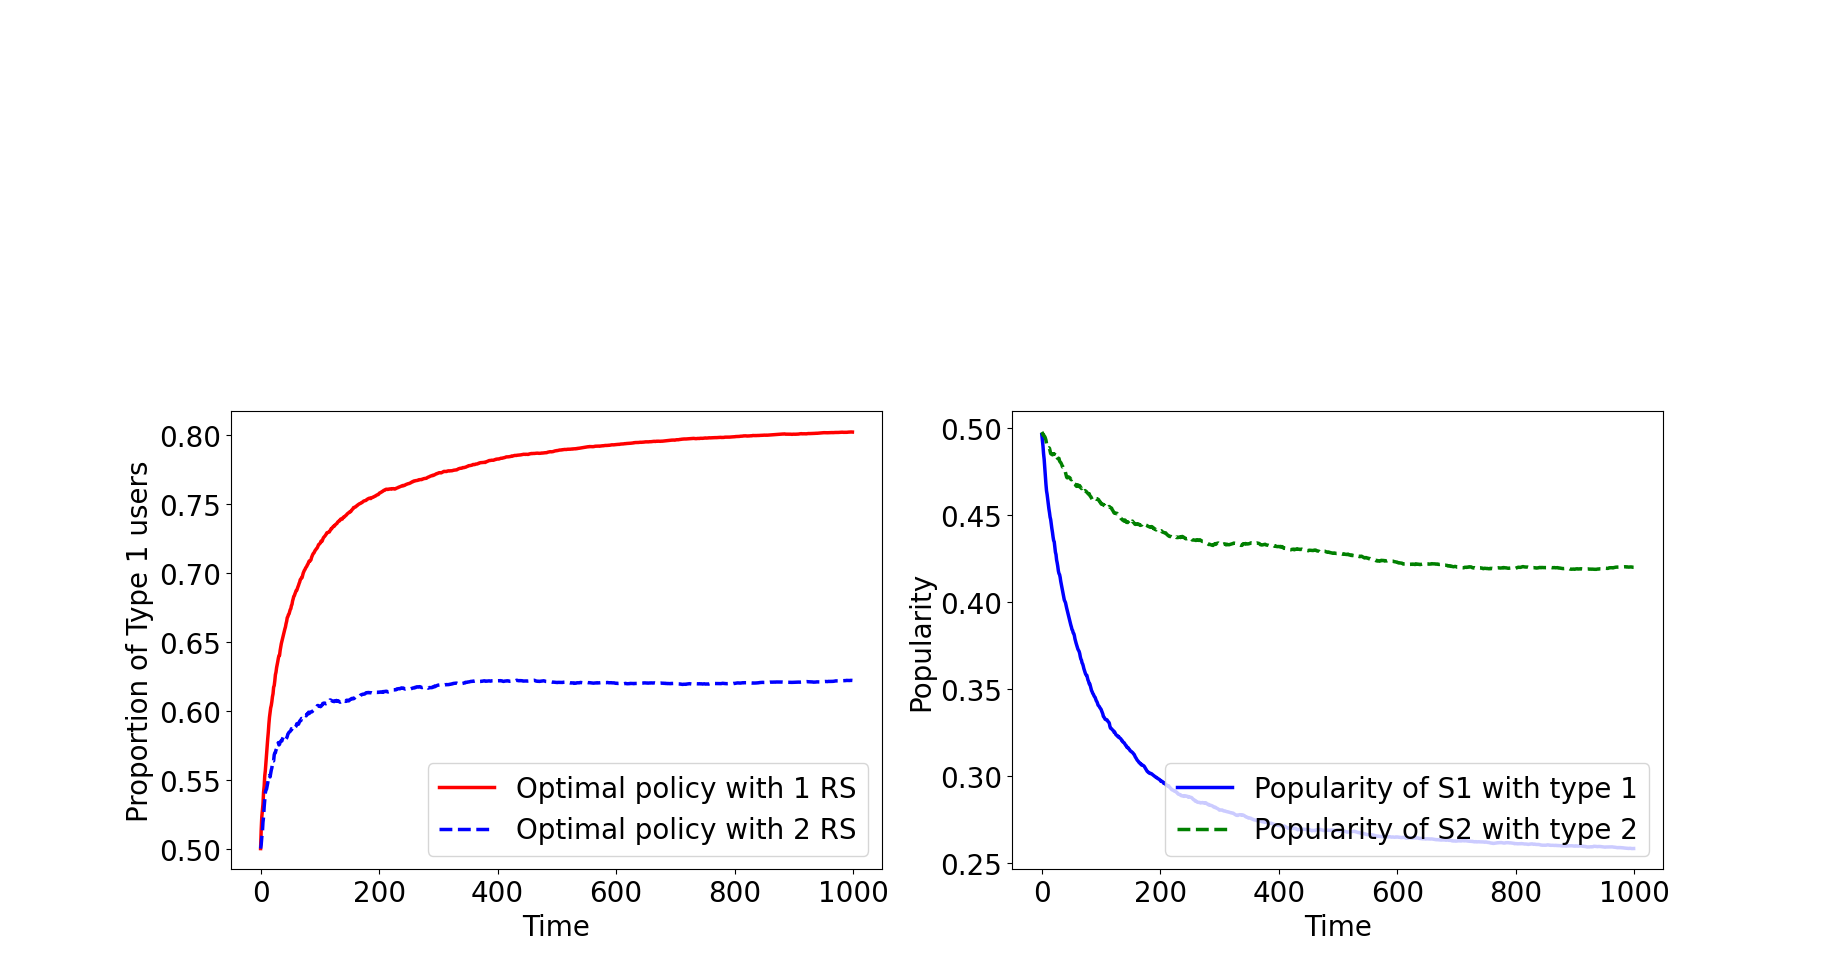 Proportion of Type 1 users
0.80
0.75
0.70
0.65
0.60
0.55
0.50
Optimal policy with 1 RS
Optimal policy with 2 RS
0 200 400 600 800 1000
Time
Popularity
0.50
0.45
0.40
0.35
0.30
0.25
Popularity of S1 with type 1
Popularity of S2 with type 2
0 200 400 600 800 1000
Time